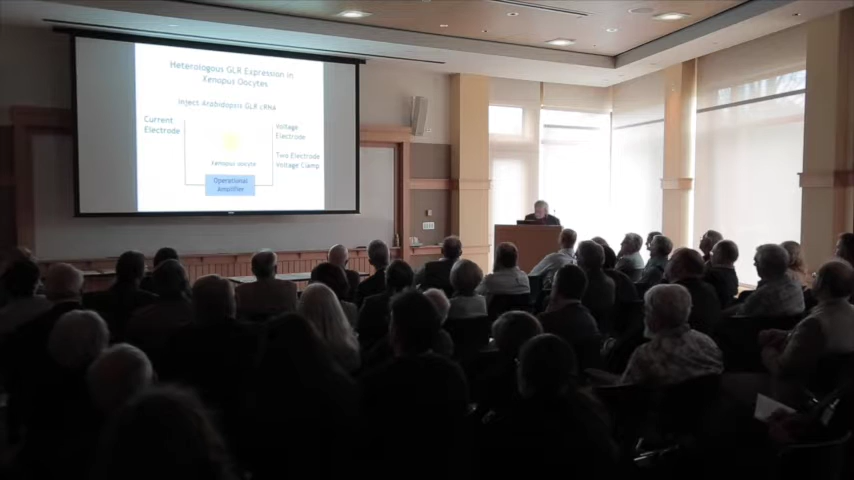 Heterologous GLR Expression in
Xenopus Oocytes
Inject Arabidopsis GLR cRNA
Current
Electrode
Voltage
Electrode
Xenopus oocyte
Two Electrode
Voltage Clamp
Operational
Amplifier